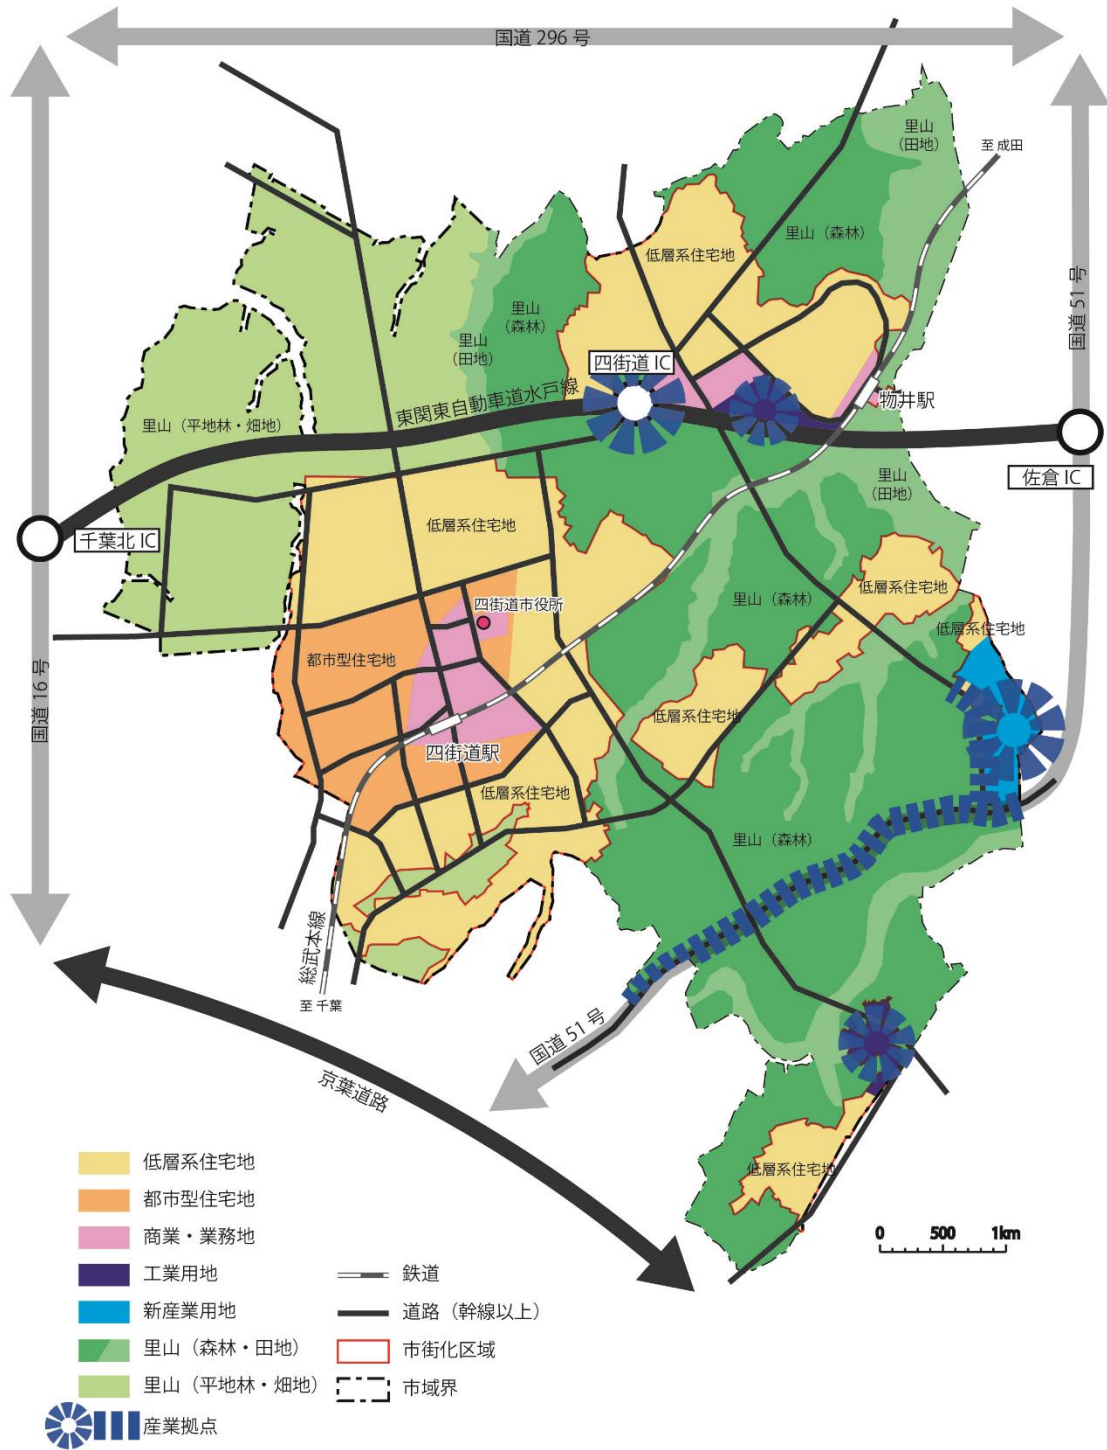 国道 296 号
里山
（田地）
至 成田
里山（森林）
低層系住宅地
国道 51 号
里山
（森林）
里山
（田地）
四街道 IC
東関東自動車道水戸線
物井駅
里山（平地林・畑地）
里山
（田地）
佐倉 IC
千葉北 IC
低層系住宅地
低層系住宅地
里山（森林）
四街道市役所
低層系住宅地
都市型住宅地
国道 16 号
低層系住宅地
四街道駅
低層系住宅地
里山（森林）
総武本線
至 千葉
国道 51 号
京葉道路
低層系住宅地
0 500 1km
低層系住宅地
都市型住宅地
商業・業務地
工業用地
新産業用地
里山（森林・田地）
里山（平地林・畑地）
産業拠点
鉄道
道路（幹線以上）
市街化区域
市域界